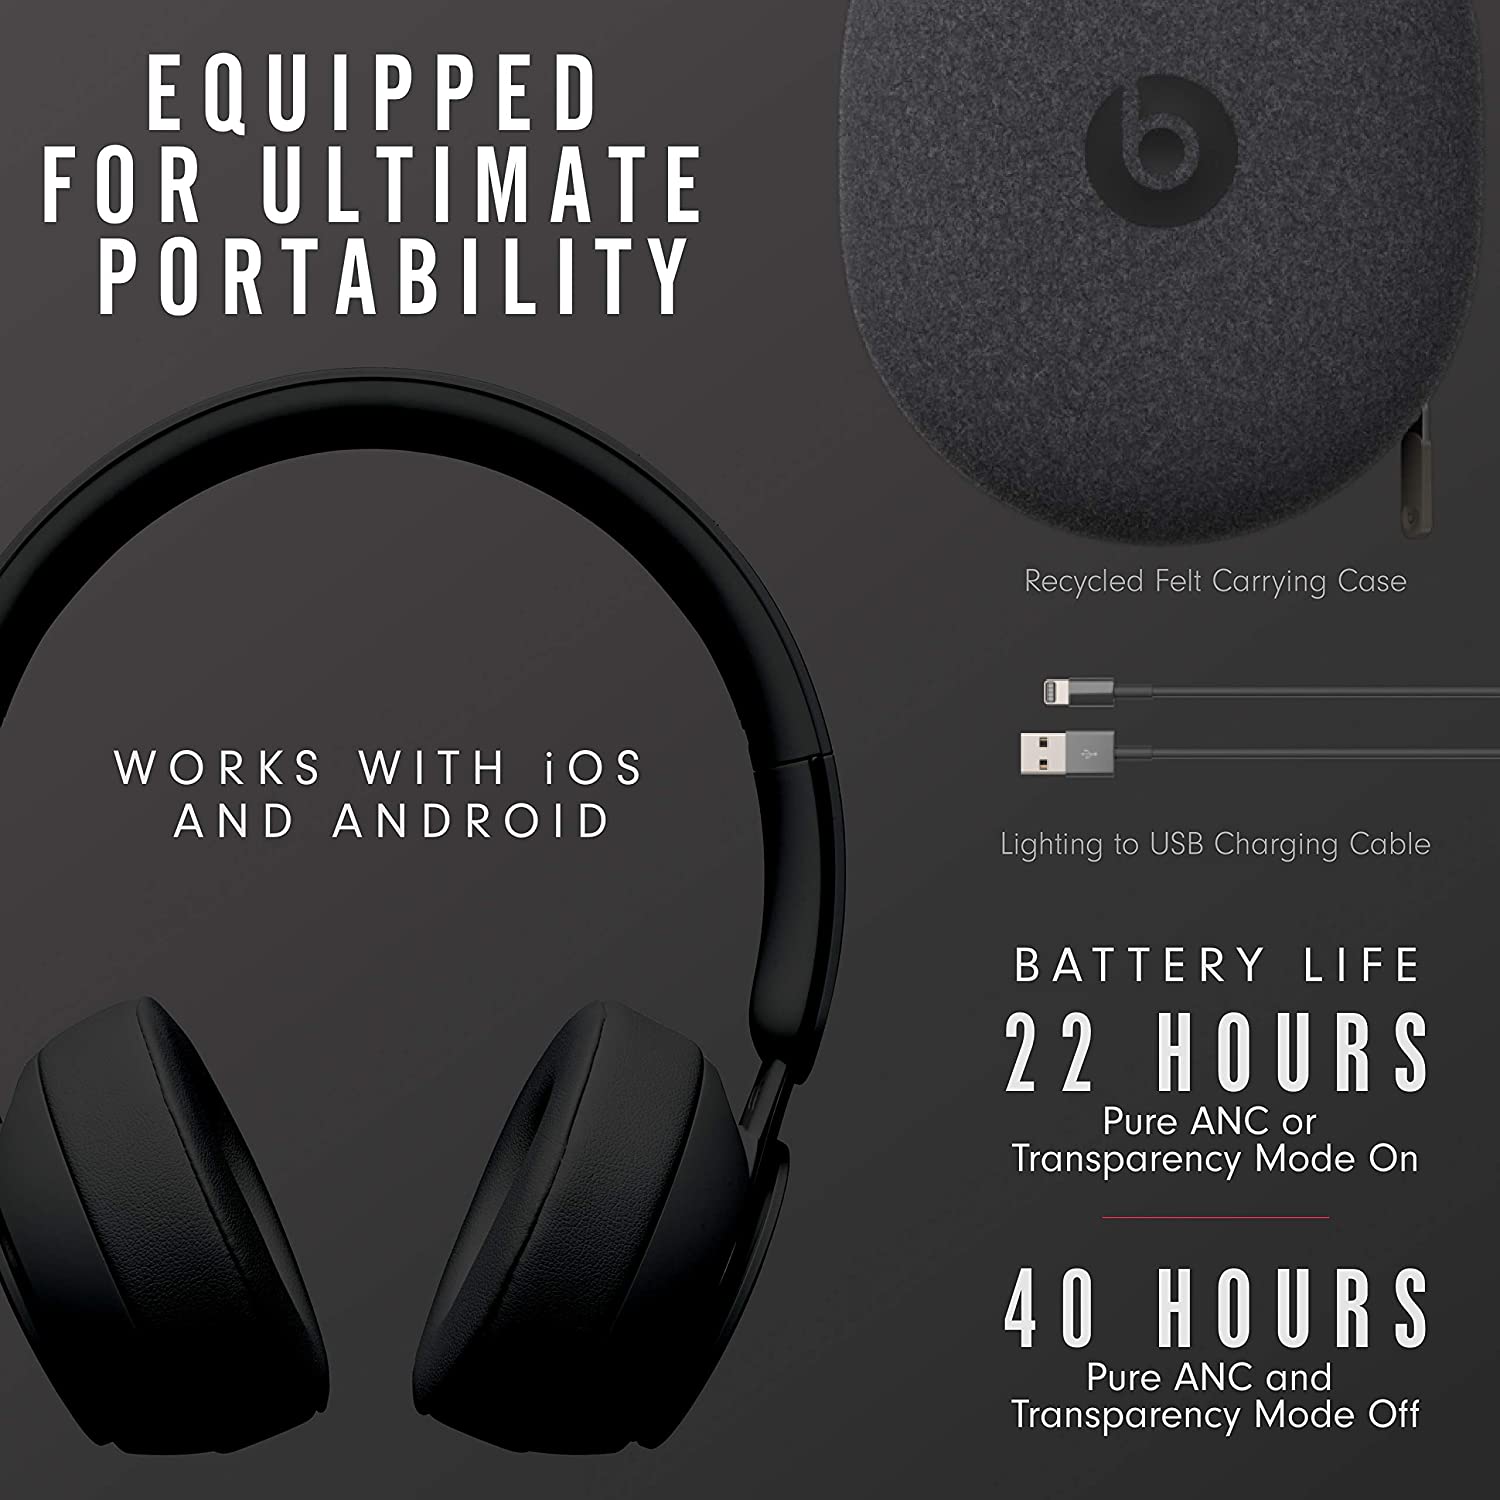 EQUIPPED
FOR ULTIMATE
PORTABILITY
WORKS WITH iOS
AND ANDROID
b
Recycled Felt Carrying Case
Lighting to USB Charging Cable
BATTERY LIFE
22 HOURS
Pure ANC or
Transparency Mode On
40 HOURS
Pure ANC and
Transparency Mode Off